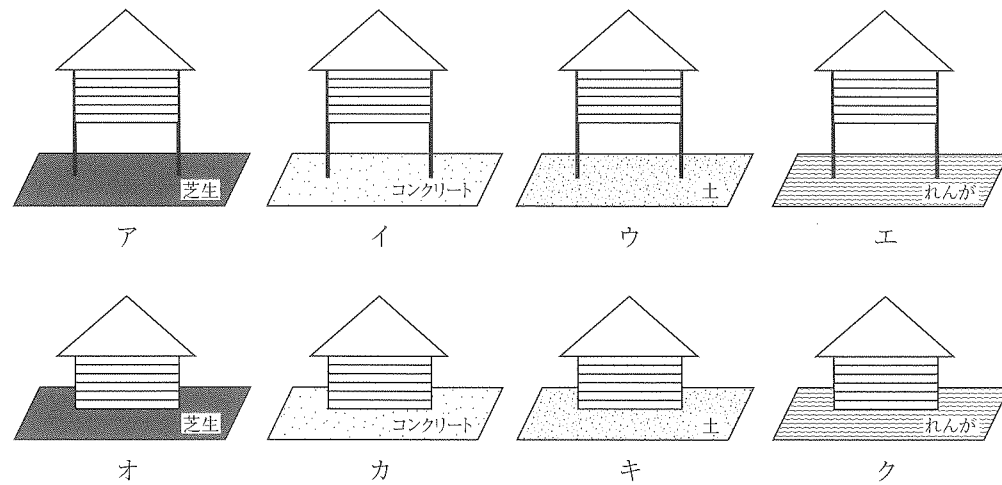 芝生 コンクリート 土 れんが
ア イ ウ エ
芝生 コンクリート 土 れんが
オ カ キ ク